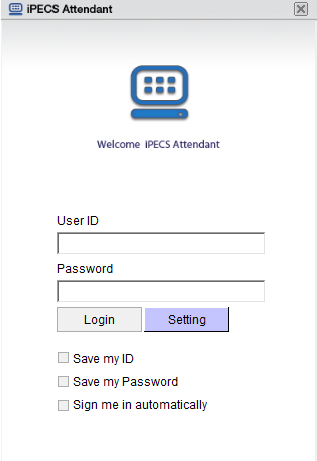 iPECS Attendant
Welcome iPECS Attendant
User ID
Password
Login Setting
Save my ID
Save my Password
Sign me in automatically